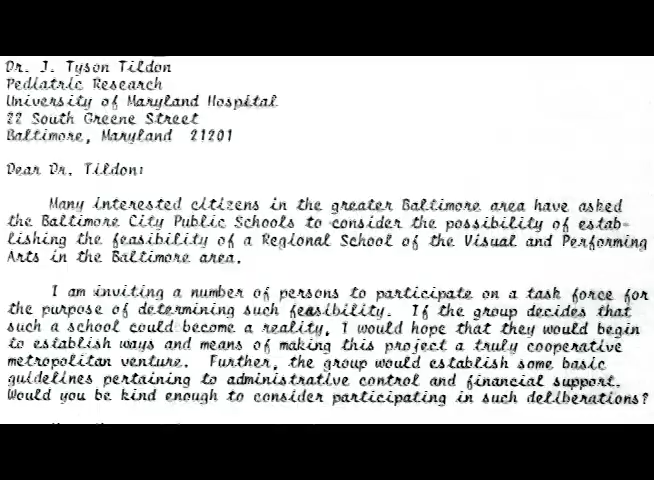 Dr. J. Tyson Tildon
Pediatric Research
University of Maryland Hospital
22 South Greene Street
Baltimore, Maryland 21201
Dear Dr. Tildon:
Many interested citizens in the greater Baltimore area have asked
the Baltimore City Public Schools to consider the possibility of estab-
lishing the feasibility of a Regional School of the Visual and Performing
Arts in the Baltimore area.
I am inviting a number of persons to participate on a task force for
the purpose of determining such feasibility. If the group decides that
such a school could become a reality, I would hope that they would begin
to establish ways and means of making this project a truly cooperative
metropolitan venture. Further, the group would establish some basic
guidelines pertaining to administrative control and financial support.
Would you be kind enough to consider participating in such deliberations?